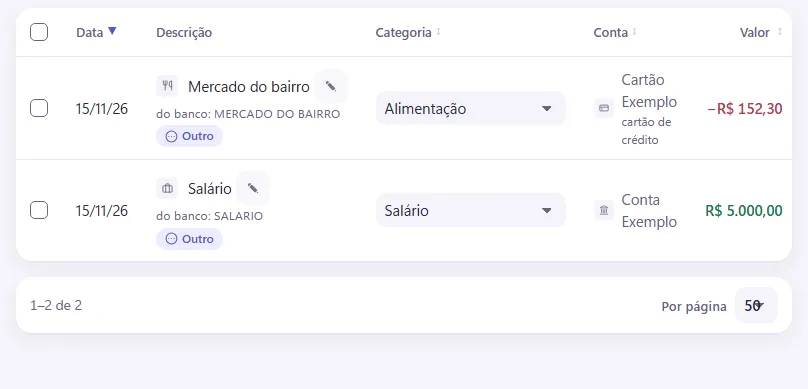 Data Descrição Categoria Conta Valor
15/11/26 Mercado do bairro Alimentação Cartão Exemplo cartão de crédito −R$ 152,30
do banco: MERCADO DO BAIRRO
Outro
15/11/26 Salário Salário Conta Exemplo R$ 5.000,00
do banco: SALARIO
Outro
1–2 de 2 Por página 50